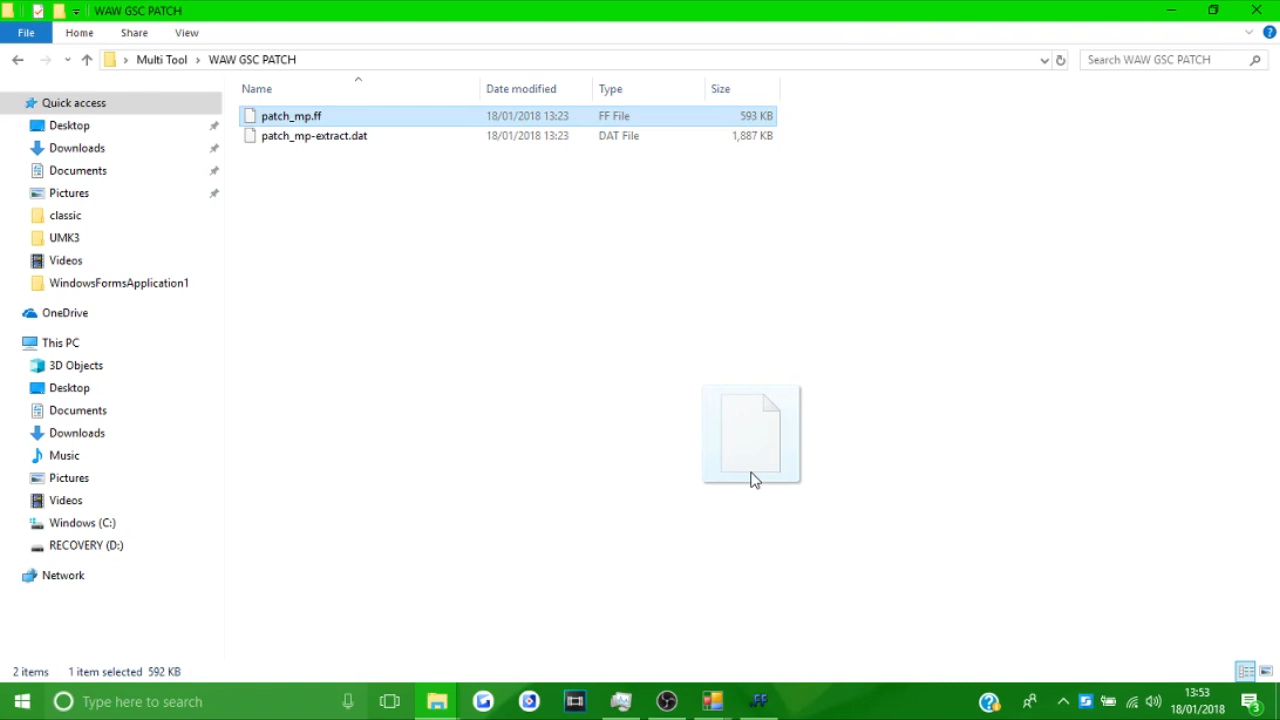 WAW GSC PATCH
File Home Share View
Multi Tool WAW GSC PATCH Search WAW GSC PATCH
Name Date modified Type Size
patch_mp.ff 18/01/2018 13:23 FF File 593 KB
patch_mp-extract.dat 18/01/2018 13:23 DAT File 1,887 KB
Quick access
Desktop
Downloads
Documents
Pictures
classic
UMK3
Videos
WindowsFormsApplication1
OneDrive
This PC
3D Objects
Desktop
Documents
Downloads
Music
Pictures
Videos
Windows (C:)
RECOVERY (D:)
Network
2 items 1 item selected 592 KB
Type here to search FF 13:53
18/01/2018 3